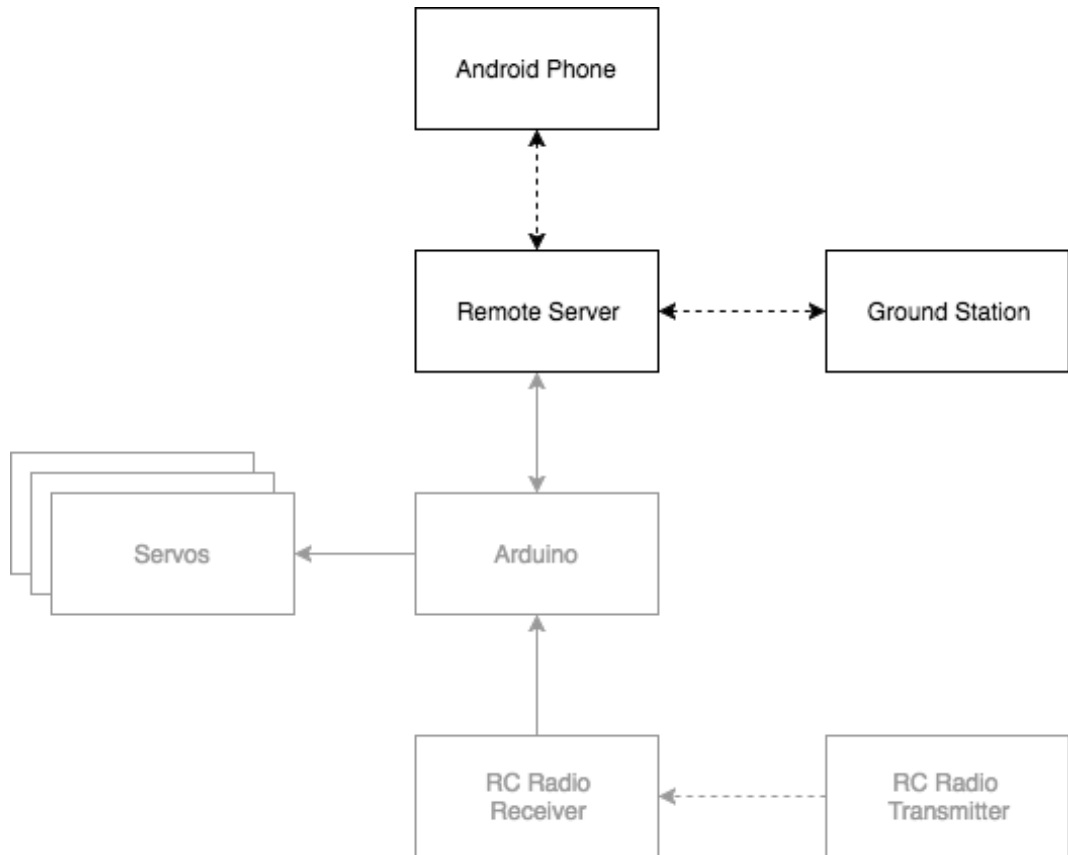 Android Phone
Remote Server
Ground Station
Servos
Arduino
RC Radio
Receiver
RC Radio
Transmitter